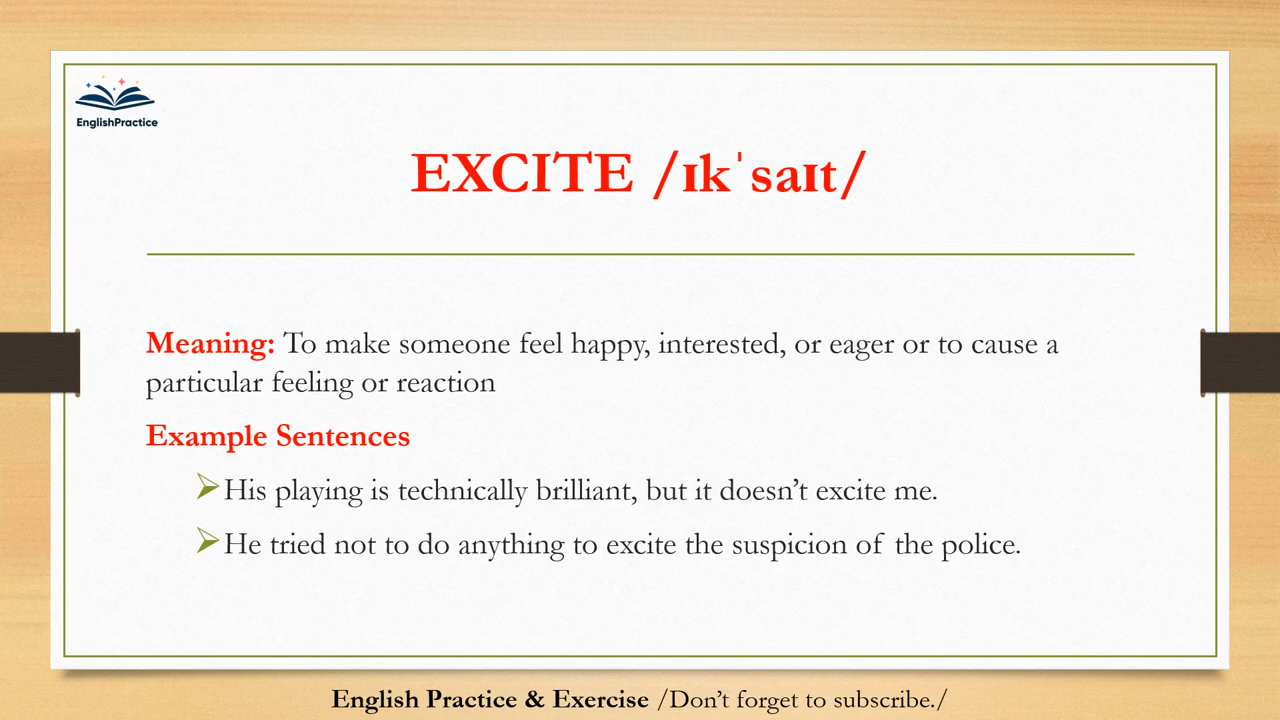 EnglishPractice
EXCITE /ɪkˈsaɪt/
Meaning: To make someone feel happy, interested, or eager or to cause a
particular feeling or reaction
Example Sentences
➢His playing is technically brilliant, but it doesn’t excite me.
➢He tried not to do anything to excite the suspicion of the police.
English Practice & Exercise /Don’t forget to subscribe./